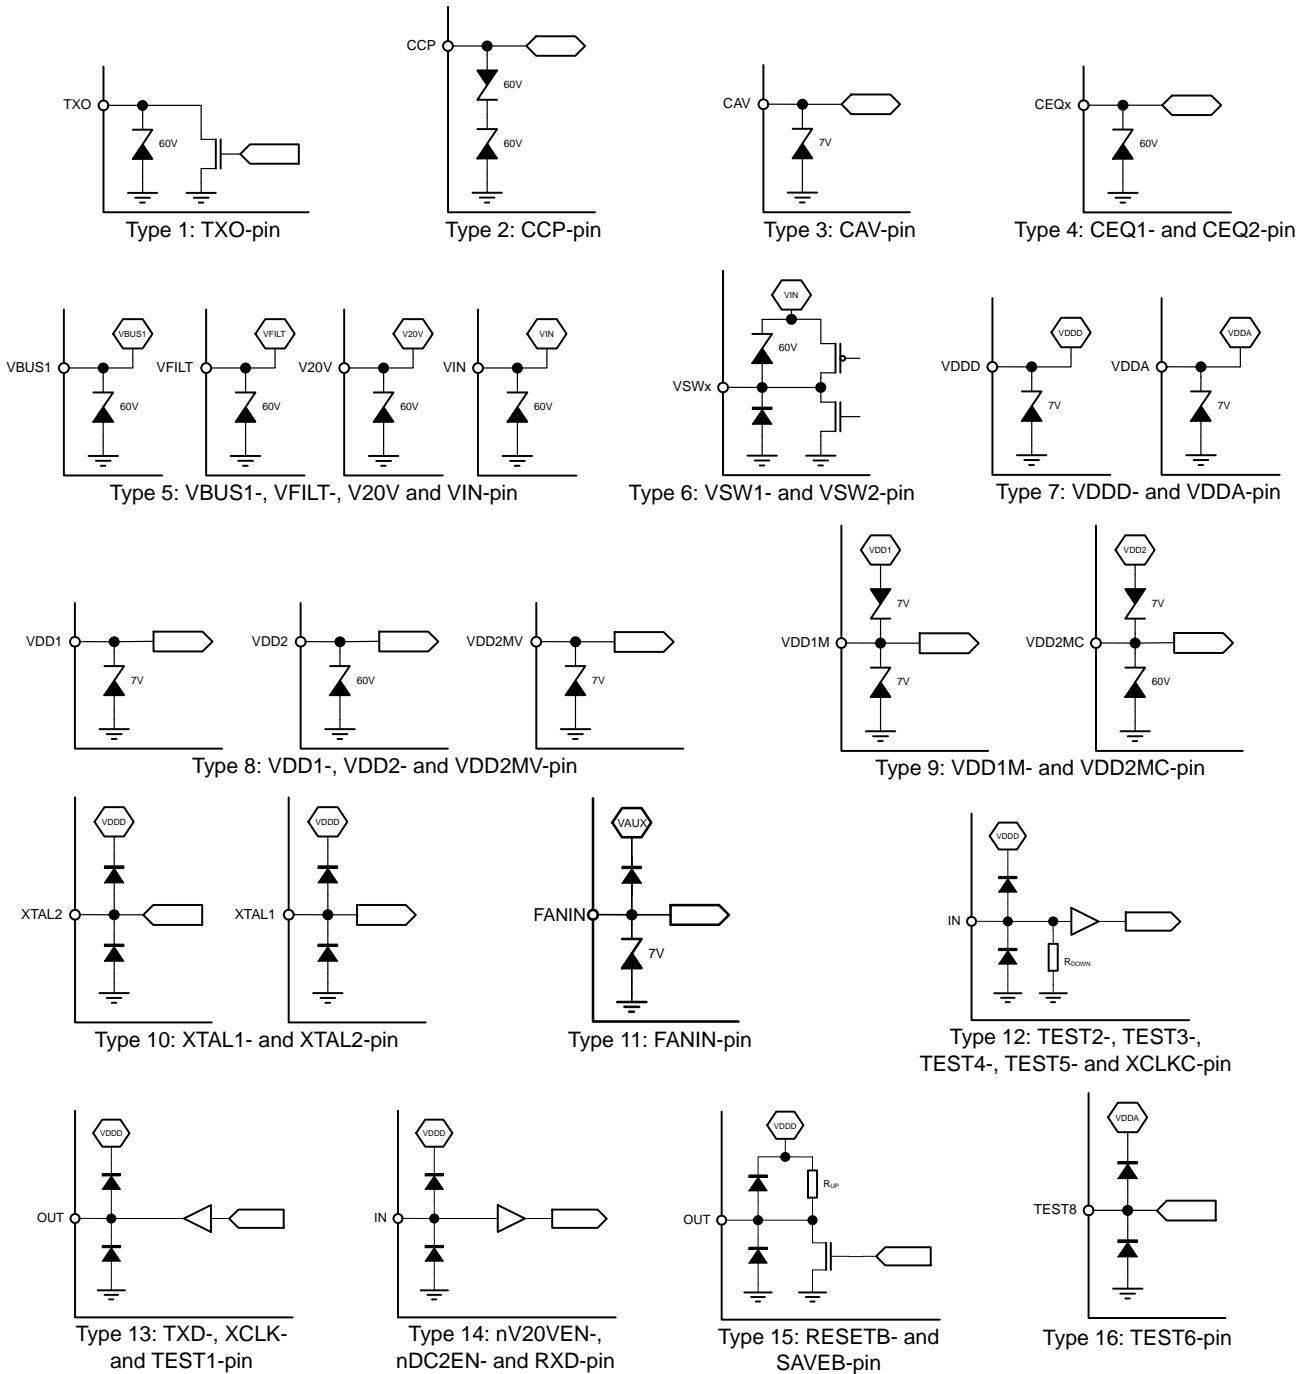 TXO
60V
Type 1: TXO-pin
CCP
60V
60V
Type 2: CCP-pin
CAV
7V
Type 3: CAV-pin
CEQx
60V
Type 4: CEQ1- and CEQ2-pin
VBUS1
VBUS1
60V
VFILT
VFILT
60V
V20V
V20V
60V
VIN
VIN
60V
Type 5: VBUS1-, VFILT-, V20V and VIN-pin
VIN
60V
VSWx
Type 6: VSW1- and VSW2-pin
VDDD
VDDD
7V
VDDA
VDDA
7V
Type 7: VDDD- and VDDA-pin
VDD1
7V
VDD2
60V
VDD2MV
7V
Type 8: VDD1-, VDD2- and VDD2MV-pin
VDD1
7V
VDD1M
7V
VDD2
7V
VDD2MC
60V
Type 9: VDD1M- and VDD2MC-pin
VDDD
XTAL2
VDDD
XTAL1
Type 10: XTAL1- and XTAL2-pin
VAUX
FANIN
7V
Type 11: FANIN-pin
VDDD
IN
RDOWN
Type 12: TEST2-, TEST3-,
TEST4-, TEST5- and XCLKC-pin
VDDD
OUT
Type 13: TXD-, XCLK-
and TEST1-pin
VDDD
IN
Type 14: nV20VEN-,
nDC2EN- and RXD-pin
VDDD
RUP
OUT
Type 15: RESETB- and
SAVEB-pin
VDDA
TEST8
Type 16: TEST6-pin